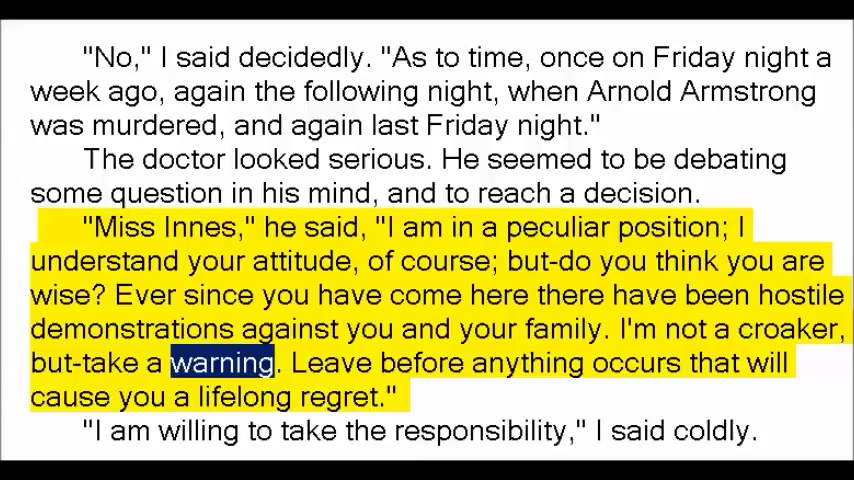 "No," I said decidedly. "As to time, once on Friday night a
week ago, again the following night, when Arnold Armstrong
was murdered, and again last Friday night."
The doctor looked serious. He seemed to be debating
some question in his mind, and to reach a decision.
"Miss Innes," he said, "I am in a peculiar position; I
understand your attitude, of course; but-do you think you are
wise? Ever since you have come here there have been hostile
demonstrations against you and your family. I'm not a croaker,
but-take a warning. Leave before anything occurs that will
cause you a lifelong regret."
"I am willing to take the responsibility," I said coldly.